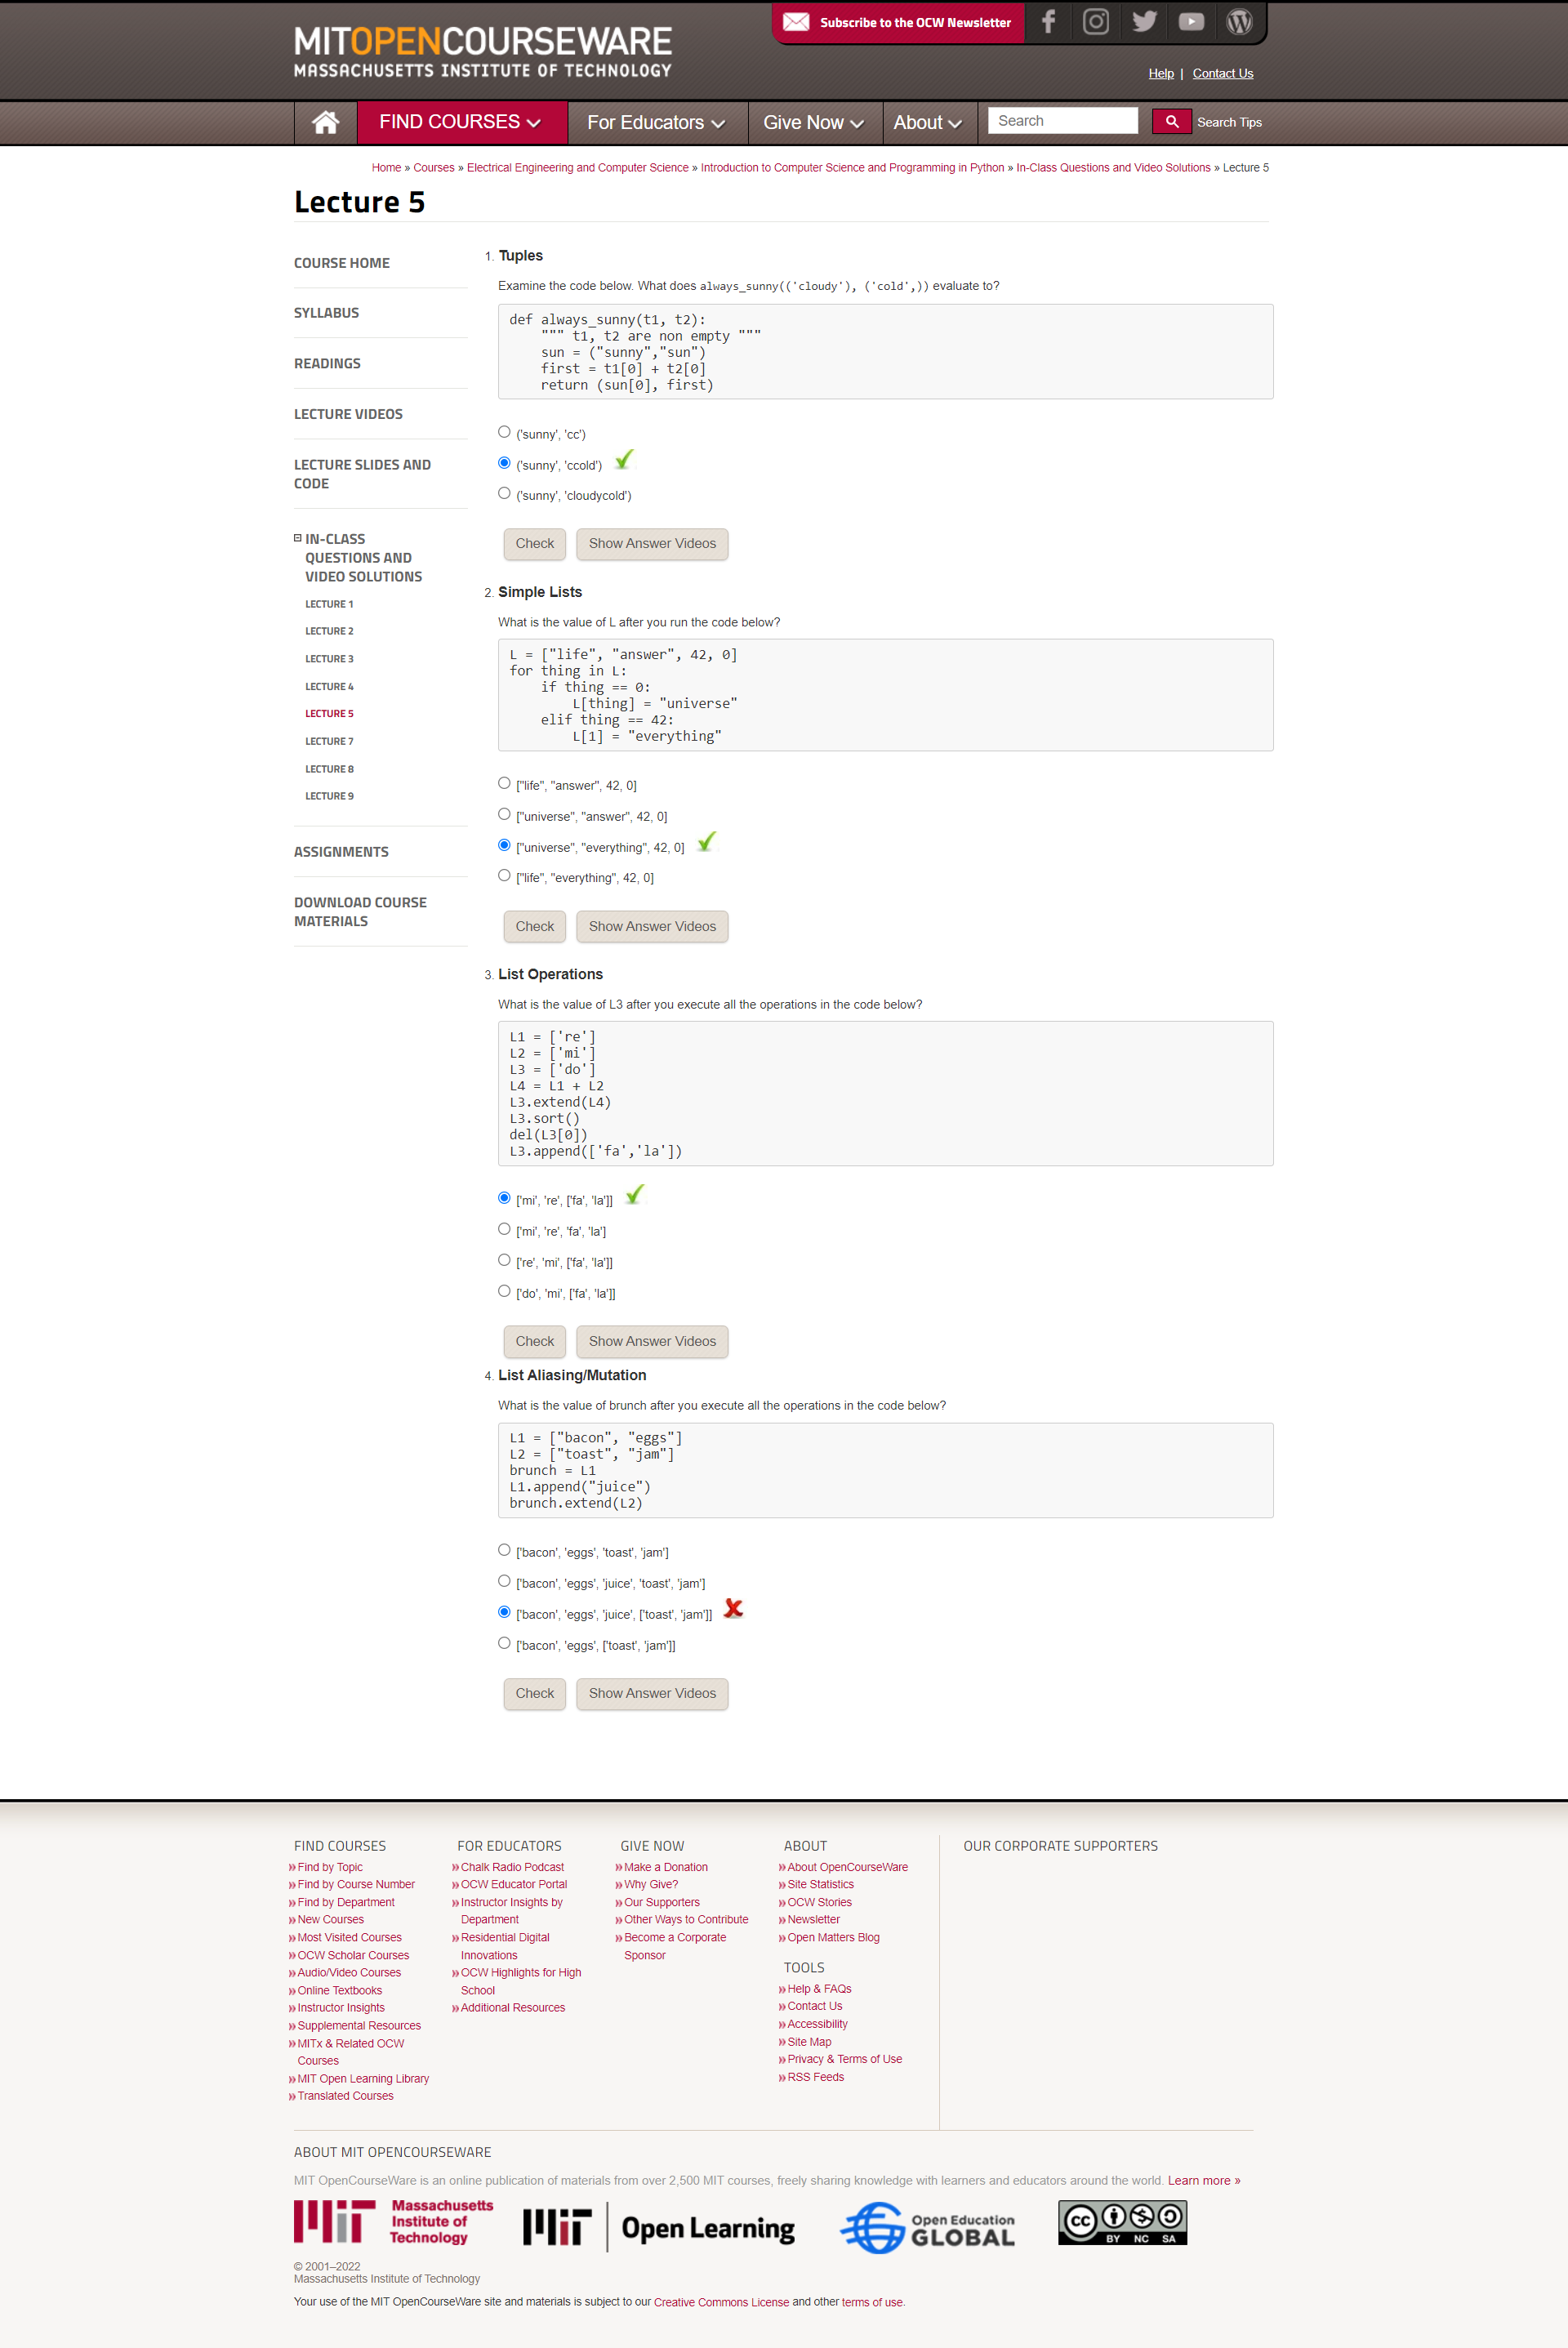 Subscribe to the OCW Newsletter
MITOPENCOURSEWARE
MASSACHUSETTS INSTITUTE OF TECHNOLOGY
Help | Contact Us
FIND COURSES
For Educators
Give Now
About
Search
Search Tips
Home » Courses » Electrical Engineering and Computer Science » Introduction to Computer Science and Programming in Python » In-Class Questions and Video Solutions » Lecture 5
Lecture 5
COURSE HOME
SYLLABUS
READINGS
LECTURE VIDEOS
LECTURE SLIDES AND
CODE
IN-CLASS
QUESTIONS AND
VIDEO SOLUTIONS
LECTURE 1
LECTURE 2
LECTURE 3
LECTURE 4
LECTURE 5
LECTURE 7
LECTURE 8
LECTURE 9
ASSIGNMENTS
DOWNLOAD COURSE
MATERIALS
1. Tuples
Examine the code below. What does always_sunny(('cloudy'), ('cold',)) evaluate to?
def always_sunny(t1, t2):
    """ t1, t2 are non empty """
    sun = ("sunny","sun")
    first = t1[0] + t2[0]
    return (sun[0], first)
('sunny', 'cc')
('sunny', 'ccold')
('sunny', 'cloudycold')
Check
Show Answer Videos
2. Simple Lists
What is the value of L after you run the code below?
L = ["life", "answer", 42, 0]
for thing in L:
    if thing == 0:
        L[thing] = "universe"
    elif thing == 42:
        L[1] = "everything"
["life", "answer", 42, 0]
["universe", "answer", 42, 0]
["universe", "everything", 42, 0]
["life", "everything", 42, 0]
Check
Show Answer Videos
3. List Operations
What is the value of L3 after you execute all the operations in the code below?
L1 = ['re']
L2 = ['mi']
L3 = ['do']
L4 = L1 + L2
L3.extend(L4)
L3.sort()
del(L3[0])
L3.append(['fa','la'])
['mi', 're', ['fa', 'la']]
['mi', 're', 'fa', 'la']
['re', 'mi', ['fa', 'la']]
['do', 'mi', ['fa', 'la']]
Check
Show Answer Videos
4. List Aliasing/Mutation
What is the value of brunch after you execute all the operations in the code below?
L1 = ["bacon", "eggs"]
L2 = ["toast", "jam"]
brunch = L1
L1.append("juice")
brunch.extend(L2)
['bacon', 'eggs', 'toast', 'jam']
['bacon', 'eggs', 'juice', 'toast', 'jam']
['bacon', 'eggs', 'juice', ['toast', 'jam']]
['bacon', 'eggs', ['toast', 'jam']]
Check
Show Answer Videos
FIND COURSES
Find by Topic
Find by Course Number
Find by Department
New Courses
Most Visited Courses
OCW Scholar Courses
Audio/Video Courses
Online Textbooks
Instructor Insights
Supplemental Resources
MITx & Related OCW
Courses
MIT Open Learning Library
Translated Courses
FOR EDUCATORS
Chalk Radio Podcast
OCW Educator Portal
Instructor Insights by
Department
Residential Digital
Innovations
OCW Highlights for High
School
Additional Resources
GIVE NOW
Make a Donation
Why Give?
Our Supporters
Other Ways to Contribute
Become a Corporate
Sponsor
ABOUT
About OpenCourseWare
Site Statistics
OCW Stories
Newsletter
Open Matters Blog
TOOLS
Help & FAQs
Contact Us
Accessibility
Site Map
Privacy & Terms of Use
RSS Feeds
OUR CORPORATE SUPPORTERS
ABOUT MIT OPENCOURSEWARE
MIT OpenCourseWare is an online publication of materials from over 2,500 MIT courses, freely sharing knowledge with learners and educators around the world. Learn more »
MIT Massachusetts
Institute of
Technology
MIT Open Learning
Open Education
GLOBAL
CC BY NC SA
© 2001–2022
Massachusetts Institute of Technology
Your use of the MIT OpenCourseWare site and materials is subject to our Creative Commons License and other terms of use.